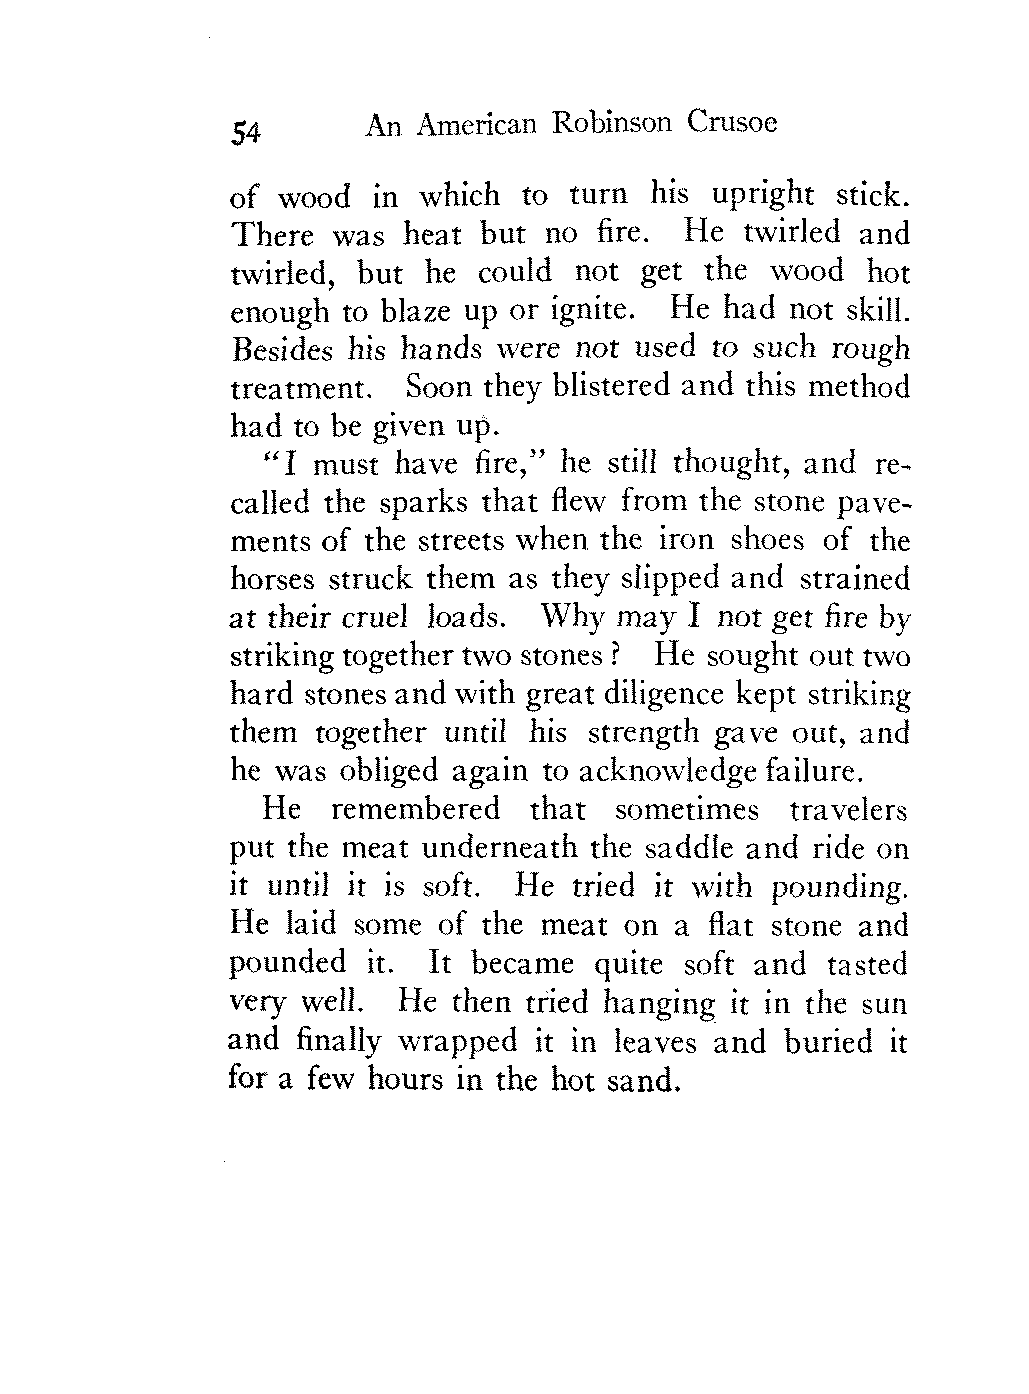 54 An American Robinson Crusoe
of wood in which to turn his upright stick.
There was heat but no fire. He twirled and
twirled, but he could not get the wood hot
enough to blaze up or ignite. He had not skill.
Besides his hands were not used to such rough
treatment. Soon they blistered and this method
had to be given up.
"I must have fire," he still thought, and re-
called the sparks that flew from the stone pave-
ments of the streets when the iron shoes of the
horses struck them as they slipped and strained
at their cruel loads. Why may I not get fire by
striking together two stones? He sought out two
hard stones and with great diligence kept striking
them together until his strength gave out, and
he was obliged again to acknowledge failure.
He remembered that sometimes travelers
put the meat underneath the saddle and ride on
it until it is soft. He tried it with pounding.
He laid some of the meat on a flat stone and
pounded it. It became quite soft and tasted
very well. He then tried hanging it in the sun
and finally wrapped it in leaves and buried it
for a few hours in the hot sand.